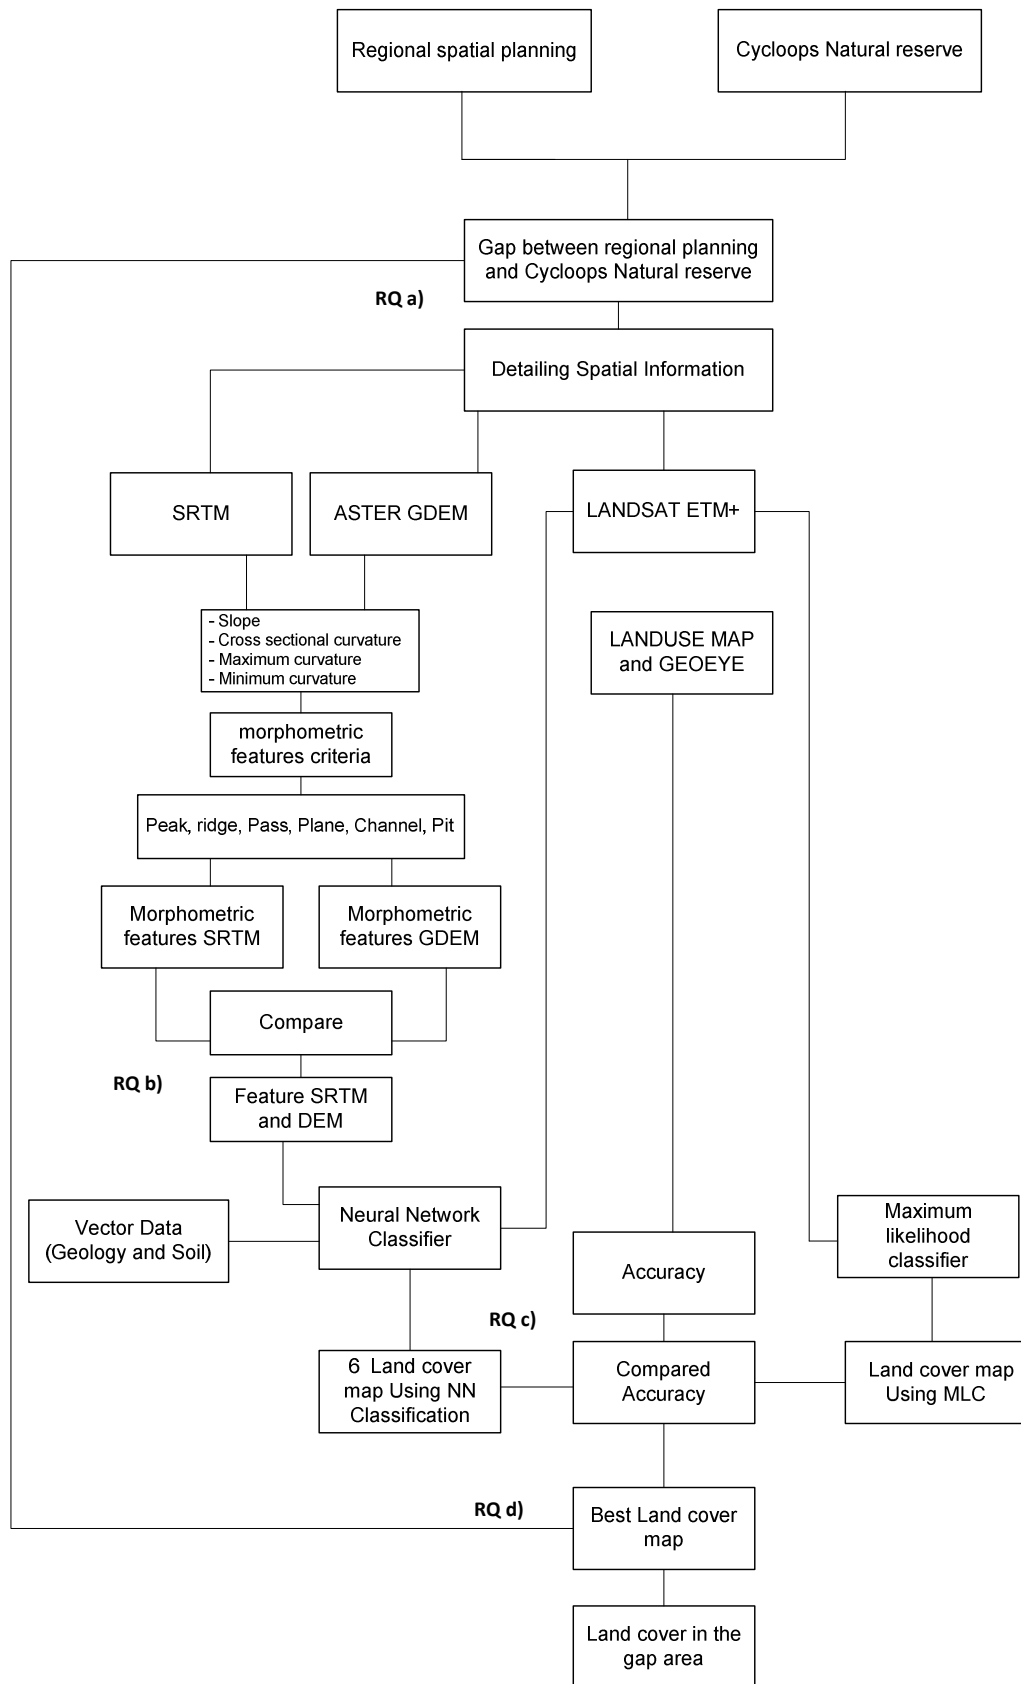 Regional spatial planning
Cycloops Natural reserve
Gap between regional planning
and Cycloops Natural reserve
RQ a)
Detailing Spatial Information
SRTM
ASTER GDEM
LANDSAT ETM+
- Slope
- Cross sectional curvature
- Maximum curvature
- Minimum curvature
LANDUSE MAP
and GEOEYE
morphometric
features criteria
Peak, ridge, Pass, Plane, Channel, Pit
Morphometric
features SRTM
Morphometric
features GDEM
Compare
RQ b)
Feature SRTM
and DEM
Vector Data
(Geology and Soil)
Neural Network
Classifier
Maximum
likelihood
classifier
Accuracy
RQ c)
6 Land cover
map Using NN
Classification
Compared
Accuracy
Land cover map
Using MLC
RQ d)
Best Land cover
map
Land cover in the
gap area